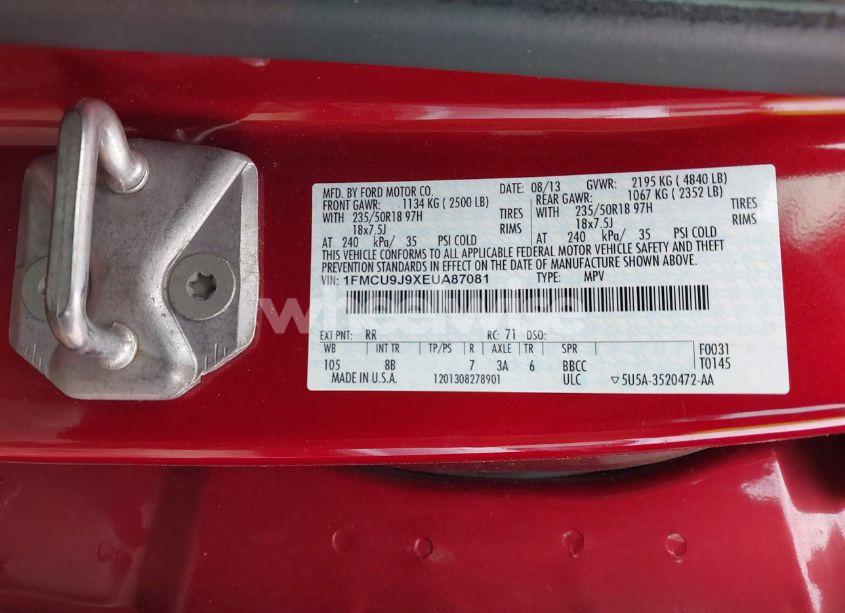 MFD. BY FORD MOTOR CO. DATE: 08/13 GVWR: 2195 KG ( 4840 LB)
FRONT GAWR: 1134 KG ( 2500 LB) REAR GAWR: 1067 KG ( 2352 LB)
WITH 235/50R18 97H TIRES WITH 235/50R18 97H TIRES
18x7.5J RIMS 18x7.5J RIMS
AT 240 kPa/ 35 PSI COLD AT 240 kPa/ 35 PSI COLD
THIS VEHICLE CONFORMS TO ALL APPLICABLE FEDERAL MOTOR VEHICLE SAFETY AND THEFT
PREVENTION STANDARDS IN EFFECT ON THE DATE OF MANUFACTURE SHOWN ABOVE.
VIN: 1FMCU9J9XEUA87081 TYPE: MPV
wheelwise
EXT PNT: RR RC: 71 DSO:
WB INT TR TP/PS R AXLE TR SPR F0031
105 8B 7 3A 6 BBCC T0145
MADE IN U.S.A. 1201308278901 ULC ▽5U5A-3520472-AA